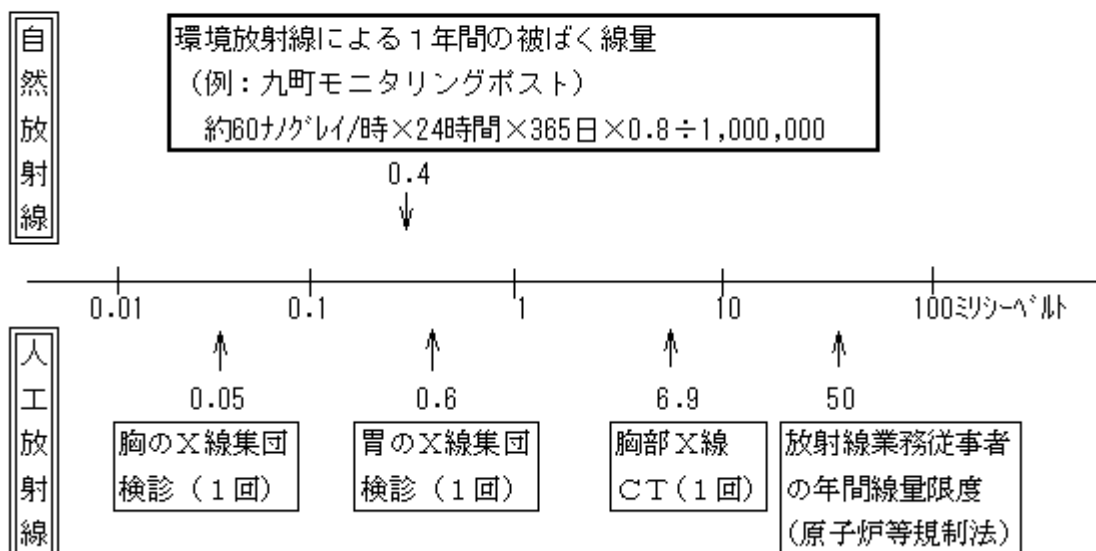 自然放射線
環境放射線による１年間の被ばく線量
（例：九町モニタリングポスト）
約60ﾅﾉｸﾞﾚｲ/時×24時間×365日×0.8÷1,000,000
0.4
0.01 0.1 1 10 100ﾐﾘｼｰﾍﾞﾙﾄ
人工放射線
0.05 0.6 6.9 50
胸のＸ線集団
検診（１回）
胃のＸ線集団
検診（１回）
胸部Ｘ線
ＣＴ(１回)
放射線業務従事者
の年間線量限度
(原子炉等規制法)